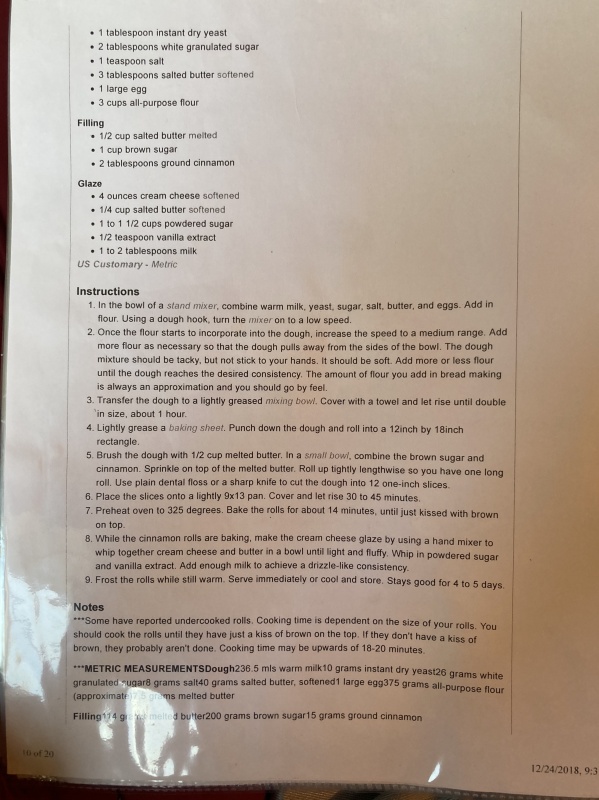 • 1 tablespoon instant dry yeast
• 2 tablespoons white granulated sugar
• 1 teaspoon salt
• 3 tablespoons salted butter softened
• 1 large egg
• 3 cups all-purpose flour
Filling
• 1/2 cup salted butter melted
• 1 cup brown sugar
• 2 tablespoons ground cinnamon
Glaze
• 4 ounces cream cheese softened
• 1/4 cup salted butter softened
• 1 to 1 1/2 cups powdered sugar
• 1/2 teaspoon vanilla extract
• 1 to 2 tablespoons milk
US Customary - Metric
Instructions
1. In the bowl of a stand mixer, combine warm milk, yeast, sugar, salt, butter, and eggs. Add in
flour. Using a dough hook, turn the mixer on to a low speed.
2. Once the flour starts to incorporate into the dough, increase the speed to a medium range. Add
more flour as necessary so that the dough pulls away from the sides of the bowl. The dough
mixture should be tacky, but not stick to your hands. It should be soft. Add more or less flour
until the dough reaches the desired consistency. The amount of flour you add in bread making
is always an approximation and you should go by feel.
3. Transfer the dough to a lightly greased mixing bowl. Cover with a towel and let rise until double
in size, about 1 hour.
4. Lightly grease a baking sheet. Punch down the dough and roll into a 12inch by 18inch
rectangle.
5. Brush the dough with 1/2 cup melted butter. In a small bowl, combine the brown sugar and
cinnamon. Sprinkle on top of the melted butter. Roll up tightly lengthwise so you have one long
roll. Use plain dental floss or a sharp knife to cut the dough into 12 one-inch slices.
6. Place the slices onto a lightly 9x13 pan. Cover and let rise 30 to 45 minutes.
7. Preheat oven to 325 degrees. Bake the rolls for about 14 minutes, until just kissed with brown
on top.
8. While the cinnamon rolls are baking, make the cream cheese glaze by using a hand mixer to
whip together cream cheese and butter in a bowl until light and fluffy. Whip in powdered sugar
and vanilla extract. Add enough milk to achieve a drizzle-like consistency.
9. Frost the rolls while still warm. Serve immediately or cool and store. Stays good for 4 to 5 days.
Notes
***Some have reported undercooked rolls. Cooking time is dependent on the size of your rolls. You
should cook the rolls until they have just a kiss of brown on the top. If they don't have a kiss of
brown, they probably aren't done. Cooking time may be upwards of 18-20 minutes.
***METRIC MEASUREMENTSDough236.5 mls warm milk10 grams instant dry yeast26 grams white
granulated sugar8 grams salt40 grams salted butter, softened1 large egg375 grams all-purpose flour
(approximate) grams melted butter
Filling114 grams melted butter200 grams brown sugar15 grams ground cinnamon
10 of 20
12/24/2018, 9:3